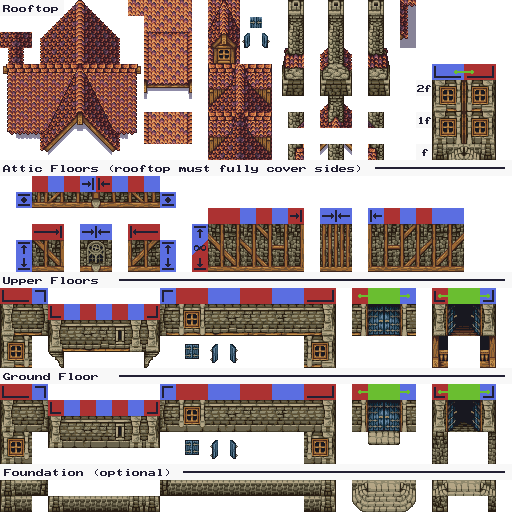 Rooftop
2f
1f
f
Attic Floors (rooftop must fully cover sides)
Upper Floors
Ground Floor
Foundation (optional)